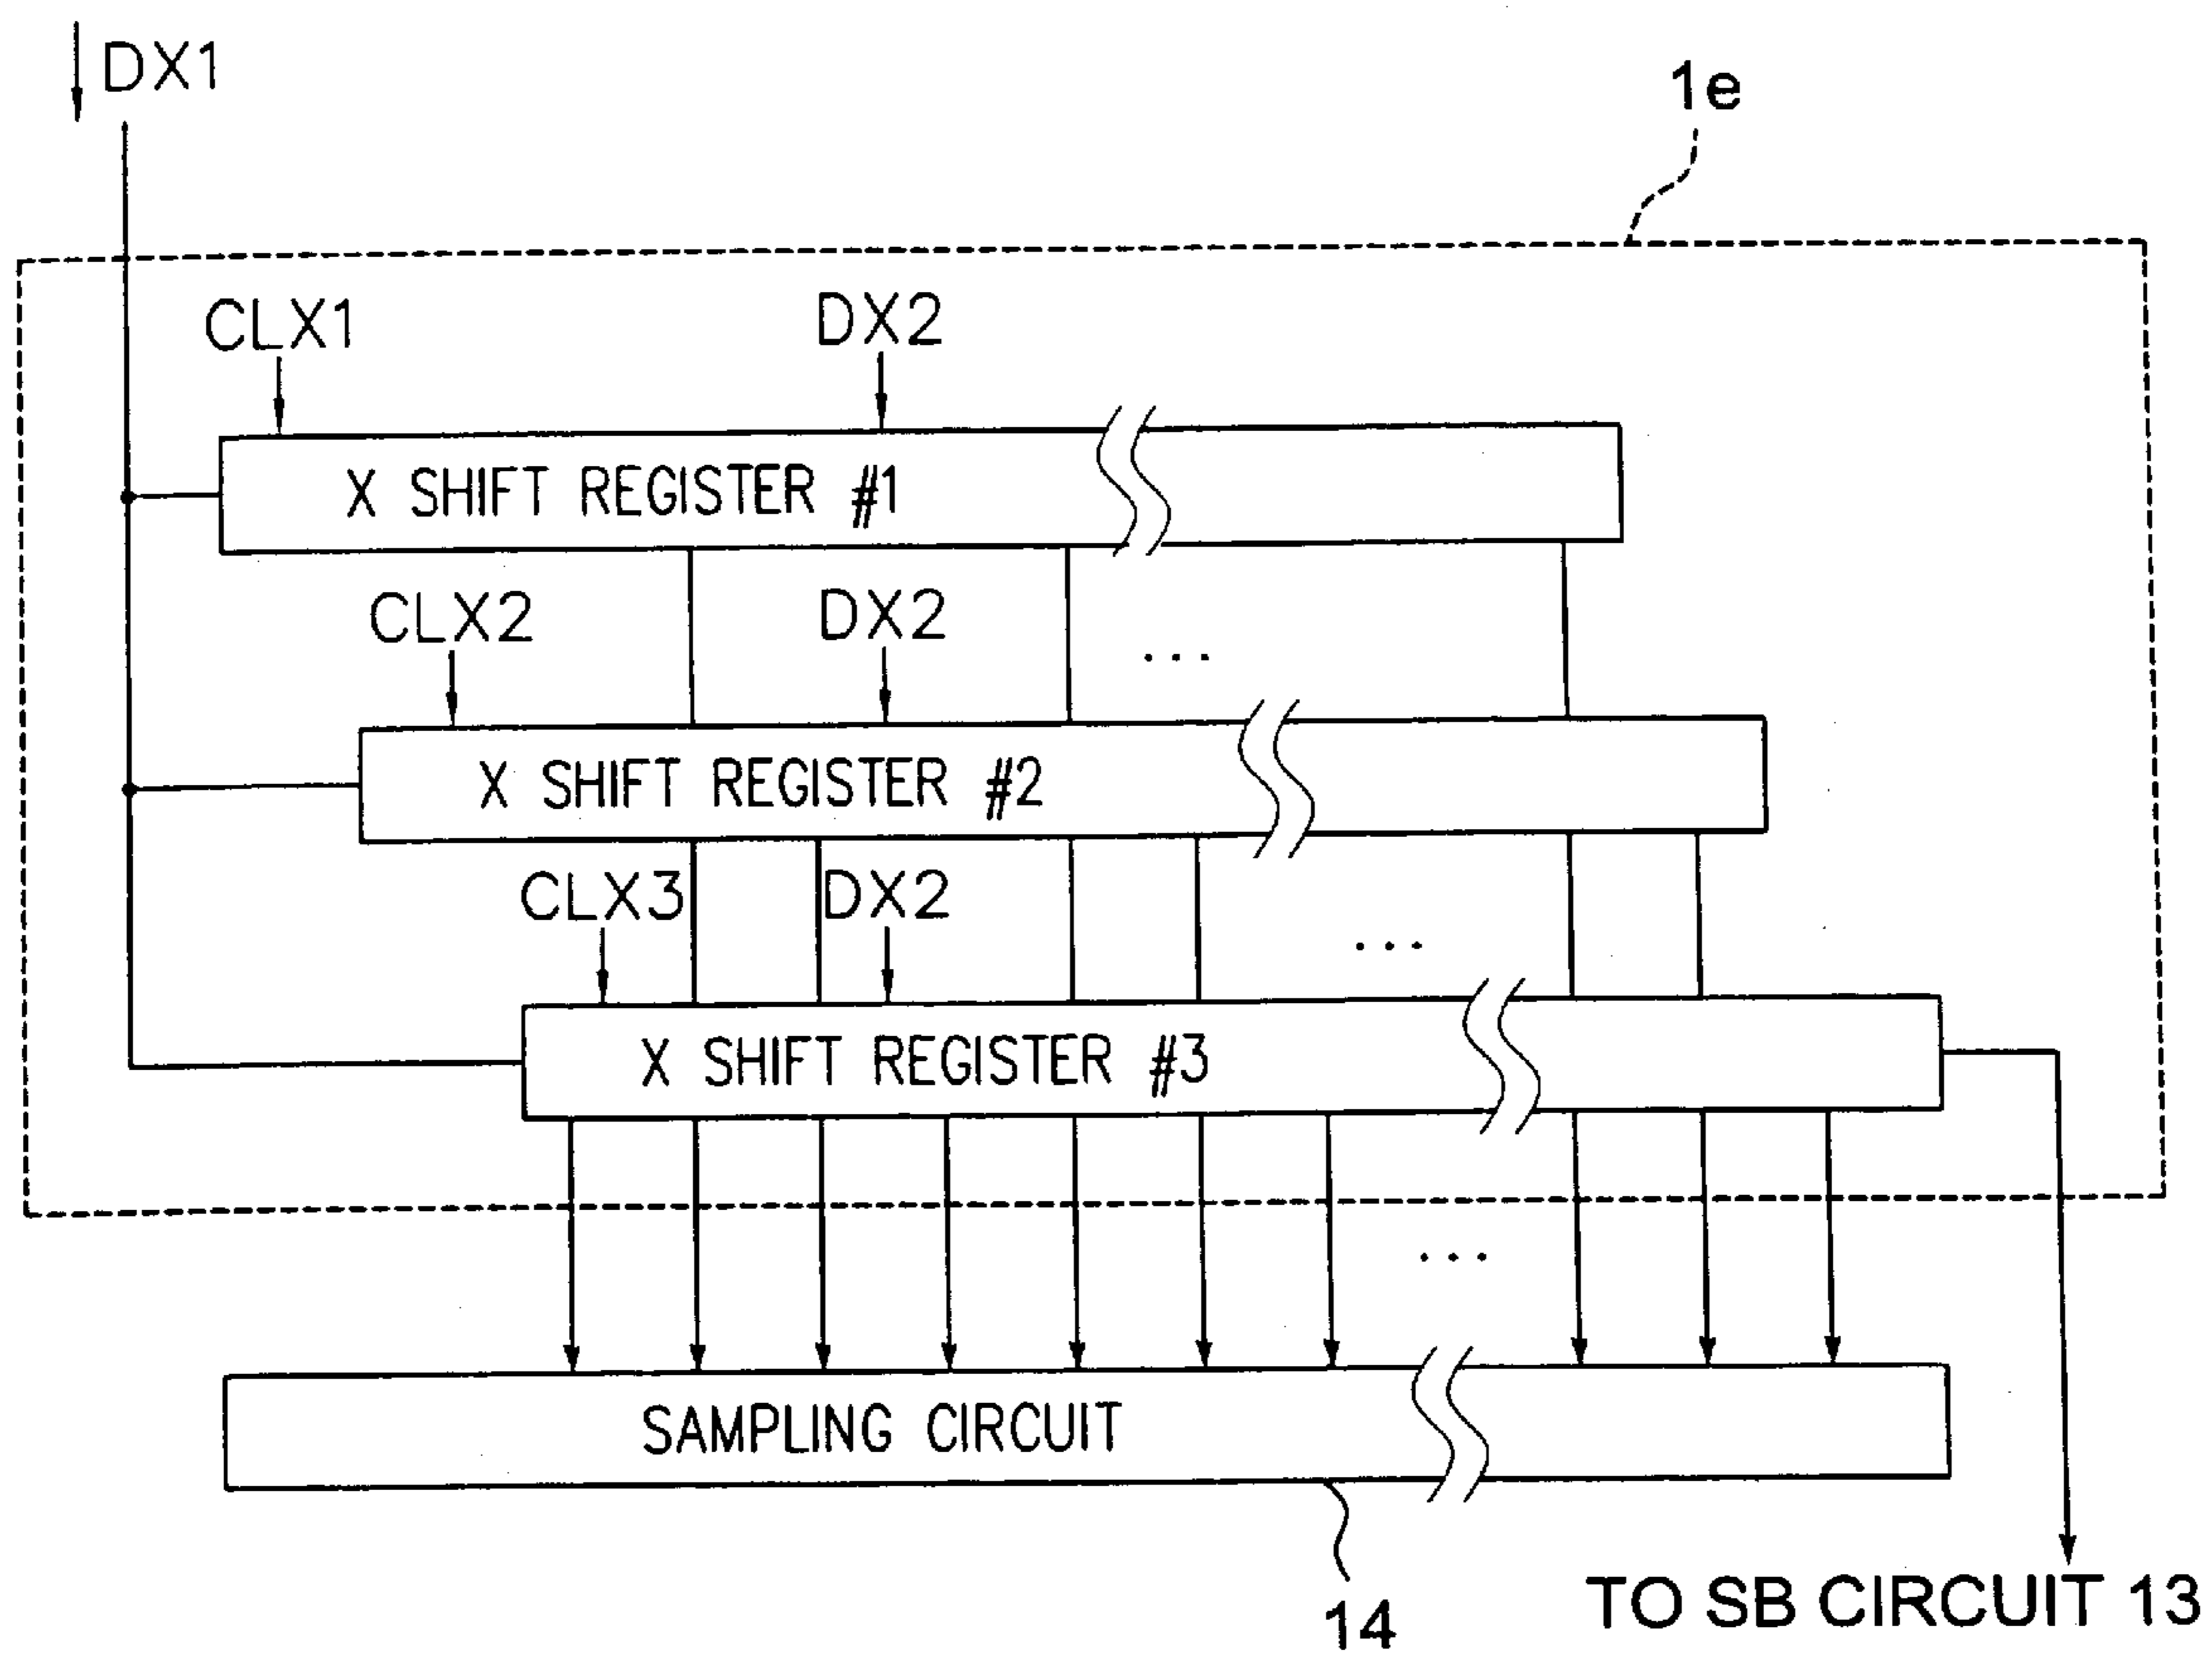 DX1
1e
CLX1
DX2
X SHIFT REGISTER #1
CLX2
DX2
...
X SHIFT REGISTER #2
CLX3
DX2
...
X SHIFT REGISTER #3
...
SAMPLING CIRCUIT
14
TO SB CIRCUIT 13